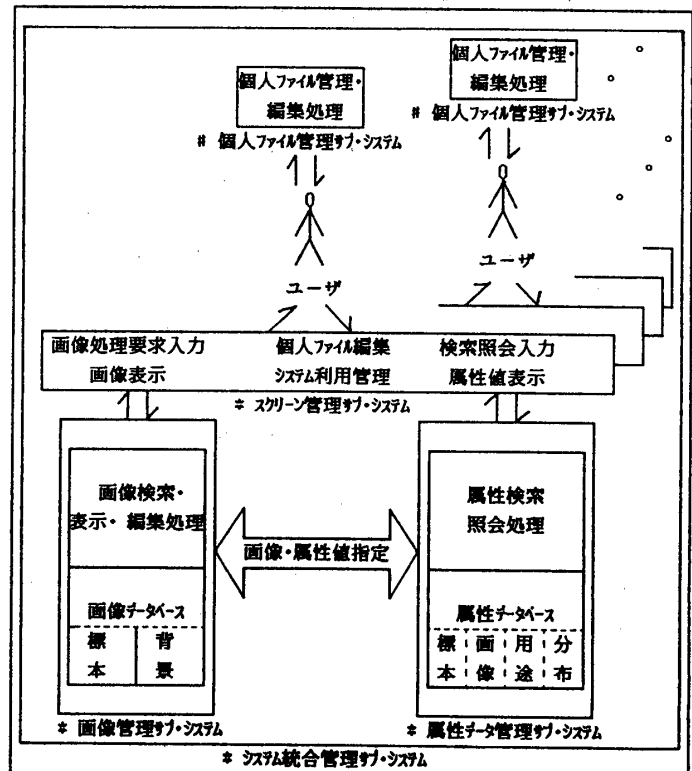 個人ファイル管理・
編集処理
# 個人ファイル管理サブ・システム
ユーザ
個人ファイル管理・
編集処理
# 個人ファイル管理サブ・システム
ユーザ
画像処理要求入力
画像表示
個人ファイル編集
システム利用管理
検索照会入力
属性値表示
* スクリーン管理サブ・システム
画像検索・
表示・編集処理
画像データベース
標 背
本 景
* 画像管理サブ・システム
画像・属性値指定
属性検索
照会処理
属性データベース
標 画 用 分
本 像 途 布
* 属性データ管理サブ・システム
* システム統合管理サブ・システム